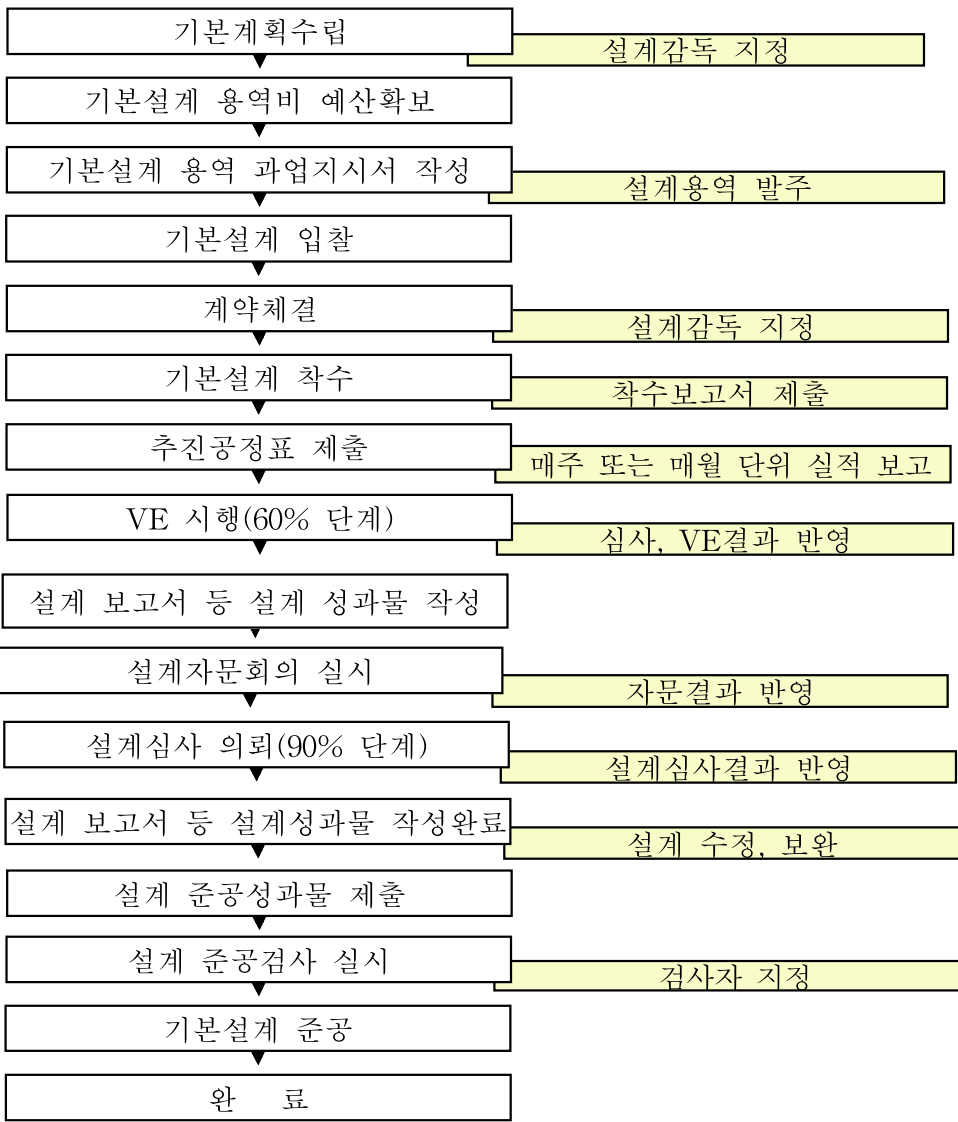 기본계획수립
설계감독 지정
기본설계 용역비 예산확보
기본설계 용역 과업지시서 작성
설계용역 발주
기본설계 입찰
계약체결
설계감독 지정
기본설계 착수
착수보고서 제출
추진공정표 제출
매주 또는 매월 단위 실적 보고
VE 시행(60% 단계)
심사, VE결과 반영
설계 보고서 등 설계 성과물 작성
설계자문회의 실시
자문결과 반영
설계심사 의뢰(90% 단계)
설계심사결과 반영
설계 보고서 등 설계성과물 작성완료
설계 수정, 보완
설계 준공성과물 제출
설계 준공검사 실시
검사자 지정
기본설계 준공
완 료